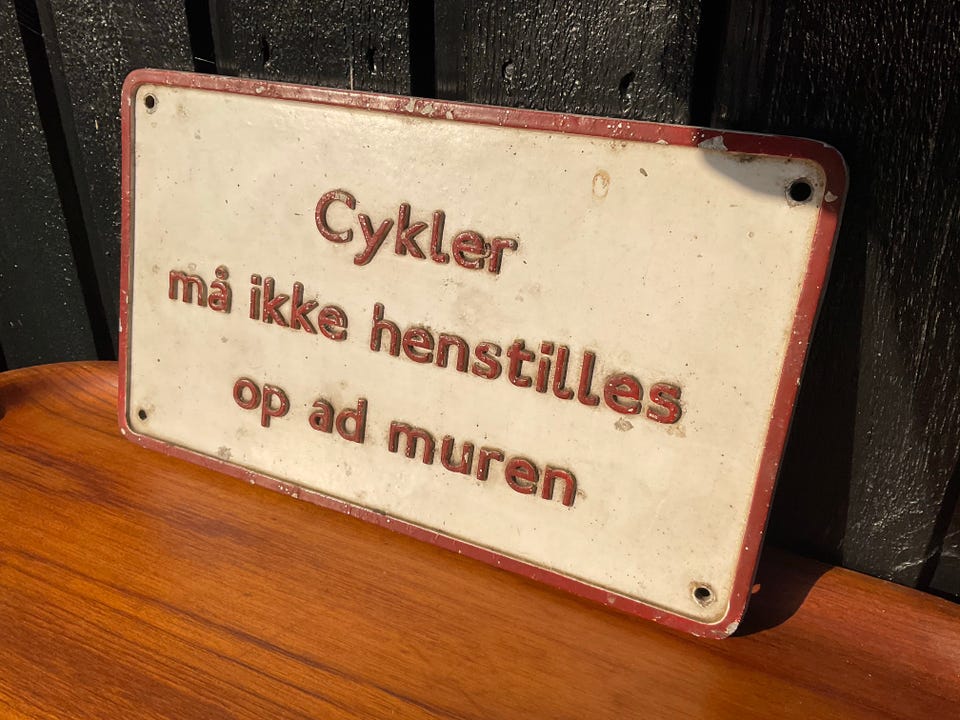 Cykler
må ikke henstilles
op ad muren